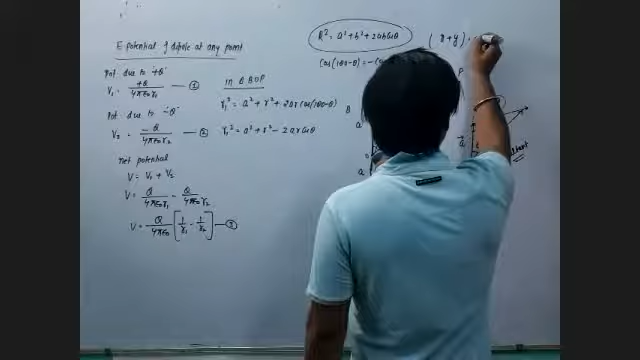 E potential of dipole at any point
Pot due to +Q
V₁ = +Q / 4πε₀r₁ — ①
Pot due to -Q
V₂ = -Q / 4πε₀r₂ — ②
net potential
V = V₁ + V₂
V = Q / 4πε₀r₁ - Q / 4πε₀r₂
V = Q / 4πε₀ [1/r₁ - 1/r₂] — ③
in △ BOP
r₁² = a² + r² + 2ar cos(180-θ)
r₁² = a² + r² - 2ar cosθ
R² = a² + b² + 2ab cosθ
cos(180-θ) = -cos
(x+y) =
P
B
a
a